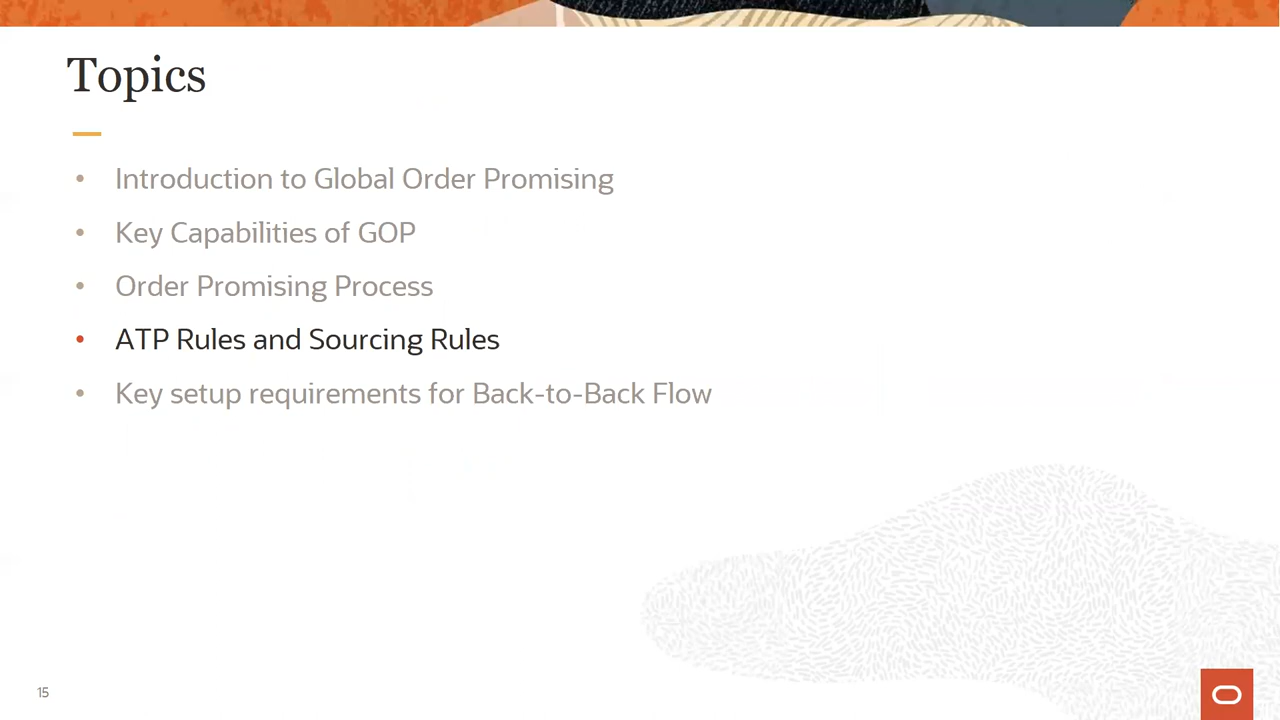 Topics
• Introduction to Global Order Promising
• Key Capabilities of GOP
• Order Promising Process
• ATP Rules and Sourcing Rules
• Key setup requirements for Back-to-Back Flow
15